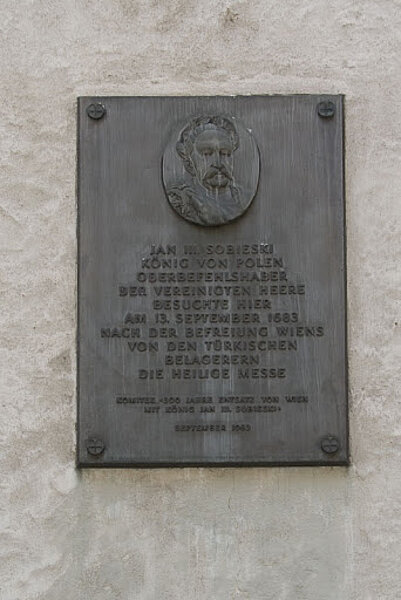 JAN III. SOBIESKI
KÖNIG VON POLEN
OBERBEFEHLSHABER
DER VEREINIGTEN HEERE
BESUCHTE HIER
AM 13. SEPTEMBER 1683
NACH DER BEFREIUNG WIENS
VON DEN TÜRKISCHEN
BELAGERERN
DIE HEILIGE MESSE
KOMITEE «300 JAHRE ENTSATZ VON WIEN
MIT KÖNIG JAN III. SOBIESKI»
SEPTEMBER 1983